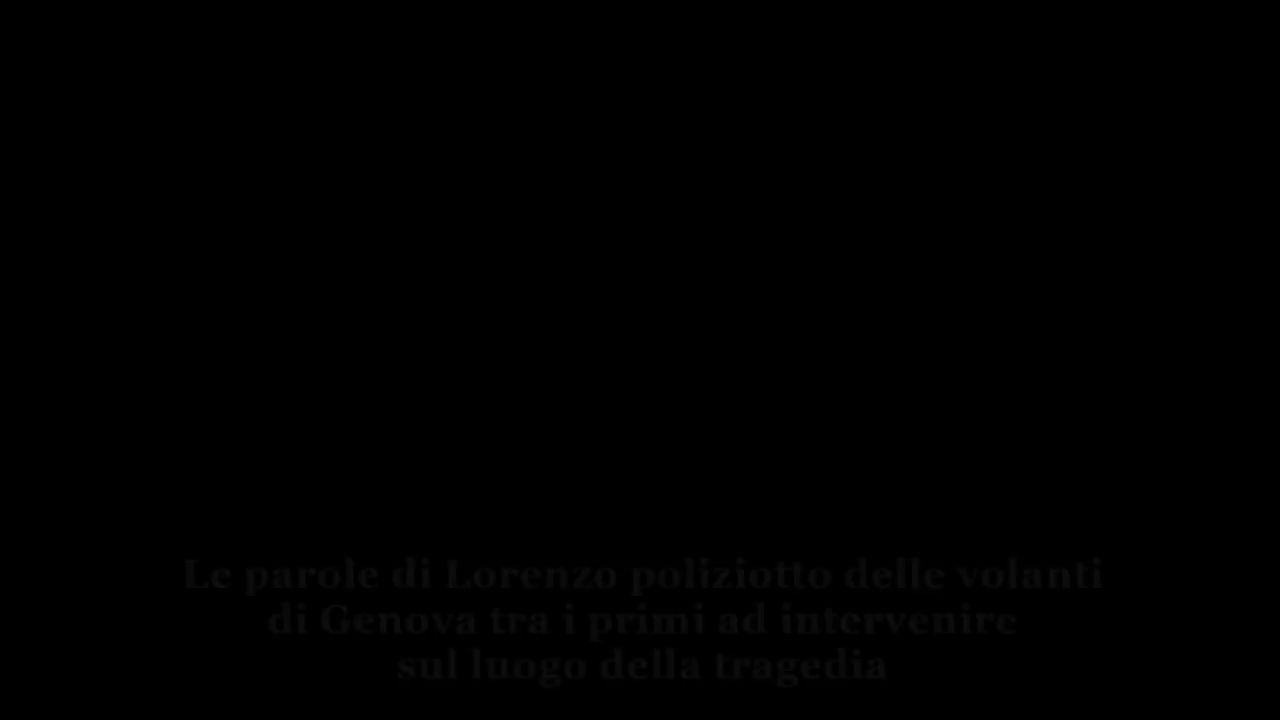 Le parole di Lorenzo poliziotto delle volanti
di Genova tra i primi ad intervenire
sul luogo della tragedia